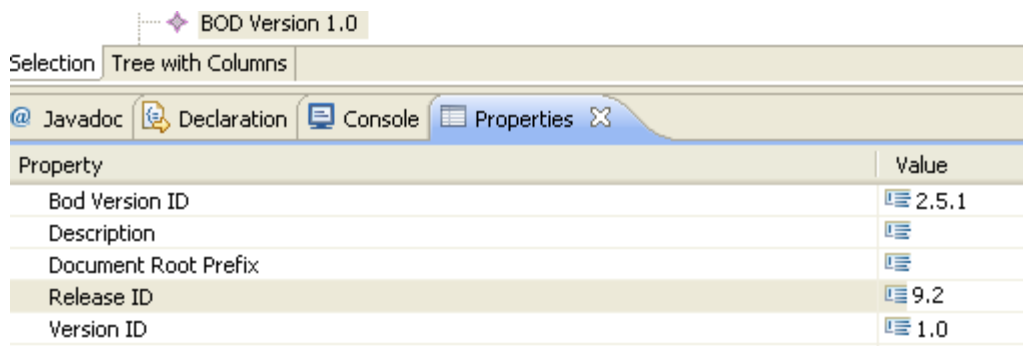 BOD Version 1.0
Selection Tree with Columns
@ Javadoc Declaration Console Properties
Property Value
Bod Version ID 2.5.1
Description
Document Root Prefix
Release ID 9.2
Version ID 1.0